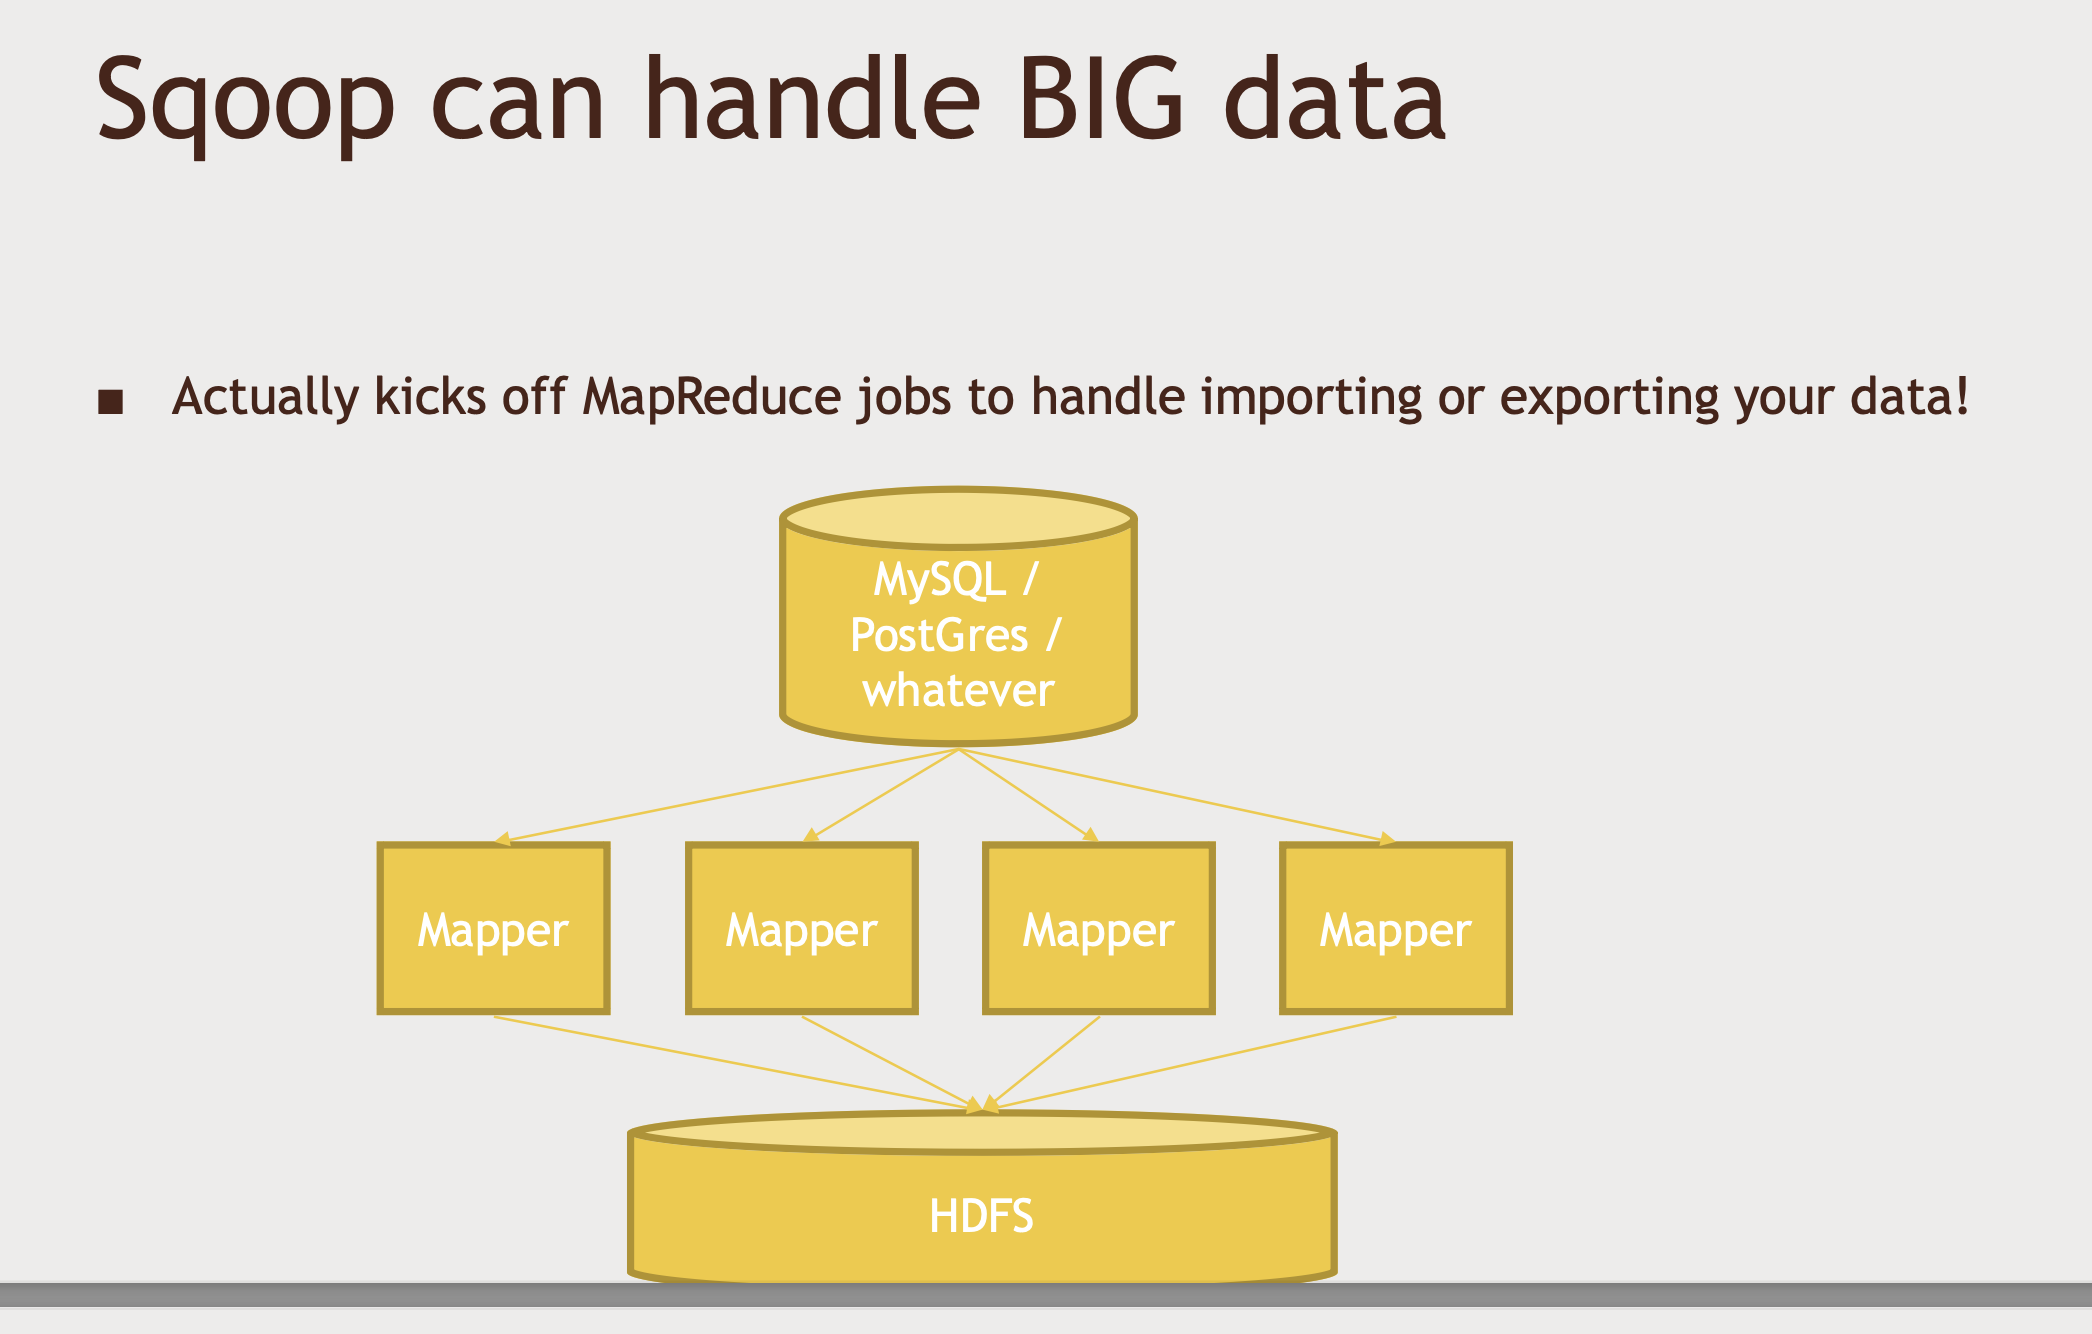 Sqoop can handle BIG data
■ Actually kicks off MapReduce jobs to handle importing or exporting your data!
MySQL /
PostGres /
whatever
Mapper
Mapper
Mapper
Mapper
HDFS